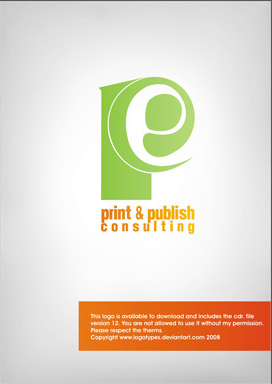 pe
print & publish
consulting
This logo is available to download and includes the cdr. file
version 12. You are not allowed to use it without my permission.
Please respect the therms.
Copyright www.logotypes.deviantart.com 2008